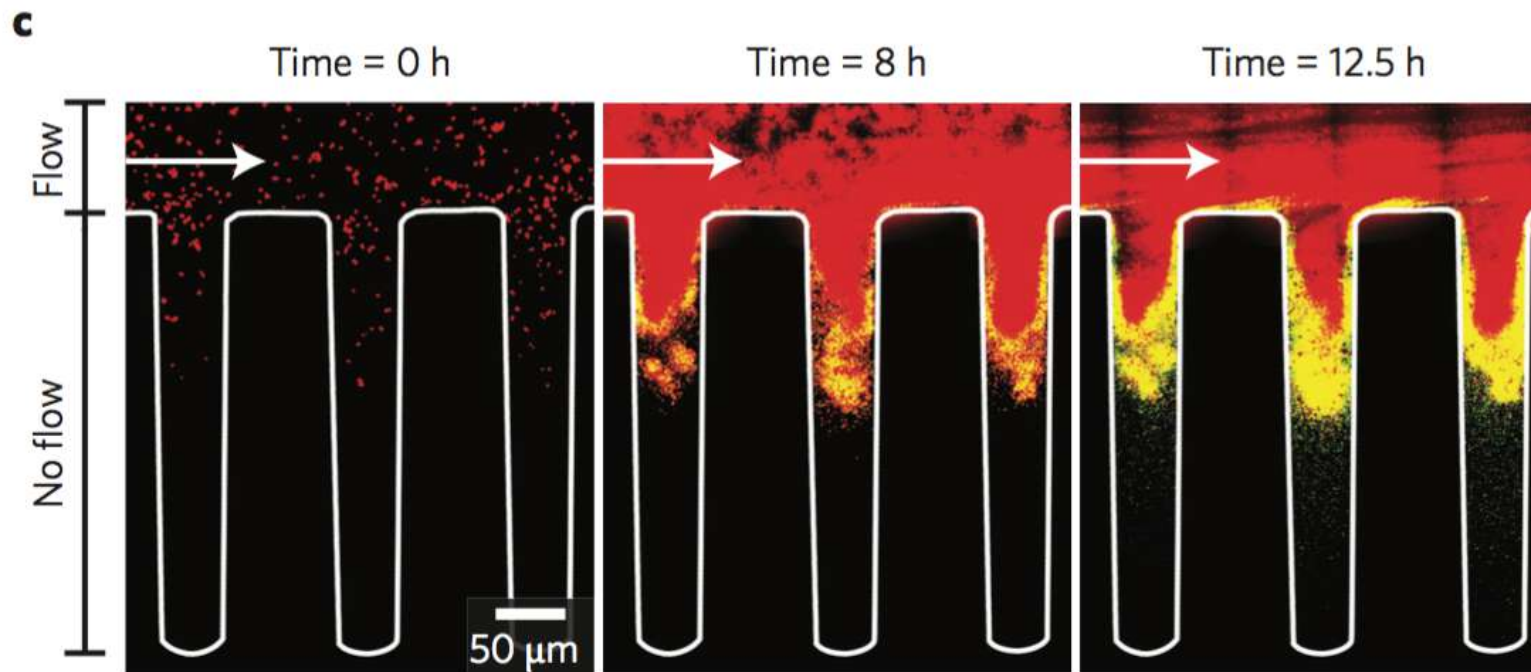 c
Time = 0 h
Time = 8 h
Time = 12.5 h
Flow
No flow
50 μm